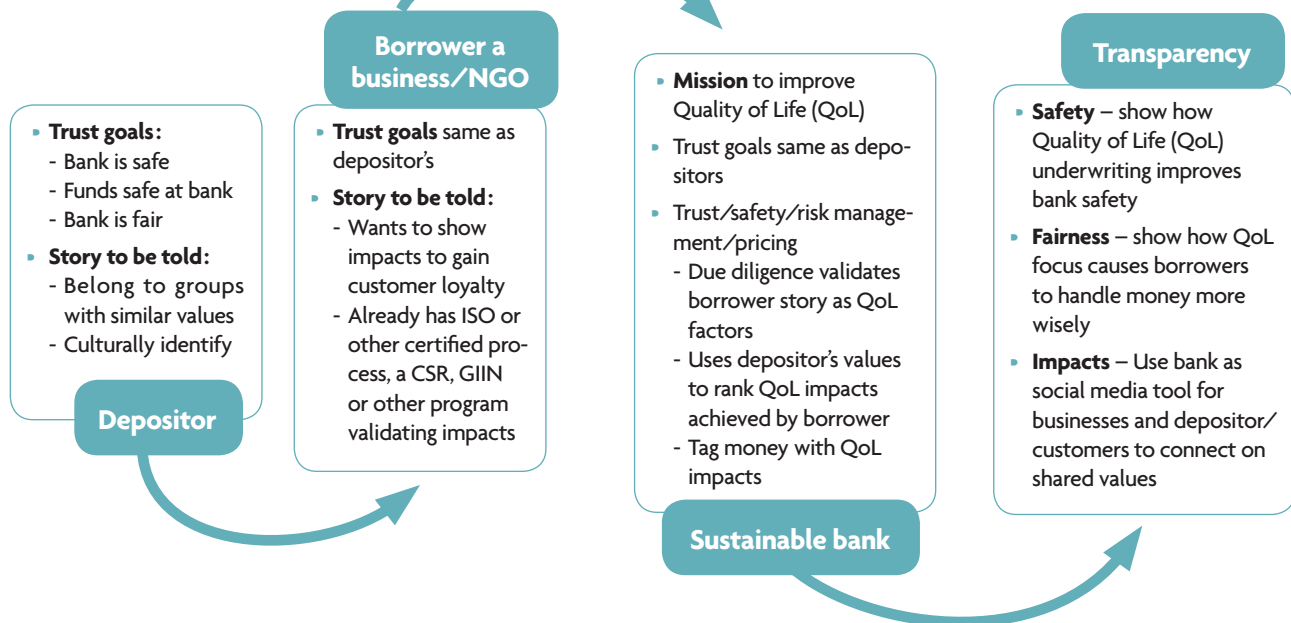 Trust goals:
- Bank is safe
- Funds safe at bank
- Bank is fair
Story to be told:
- Belong to groups
with similar values
- Culturally identify
Depositor
Borrower a
business/NGO
Trust goals same as
depositor's
Story to be told:
- Wants to show
impacts to gain
customer loyalty
- Already has ISO or
other certified pro-
cess, a CSR, GIIN
or other program
validating impacts
Mission to improve
Quality of Life (QoL)
Trust goals same as depo-
sitors
Trust/safety/risk manage-
ment/pricing
- Due diligence validates
borrower story as QoL
factors
- Uses depositor's values
to rank QoL impacts
achieved by borrower
- Tag money with QoL
impacts
Sustainable bank
Transparency
Safety – show how
Quality of Life (QoL)
underwriting improves
bank safety
Fairness – show how QoL
focus causes borrowers
to handle money more
wisely
Impacts – Use bank as
social media tool for
businesses and depositor/
customers to connect on
shared values